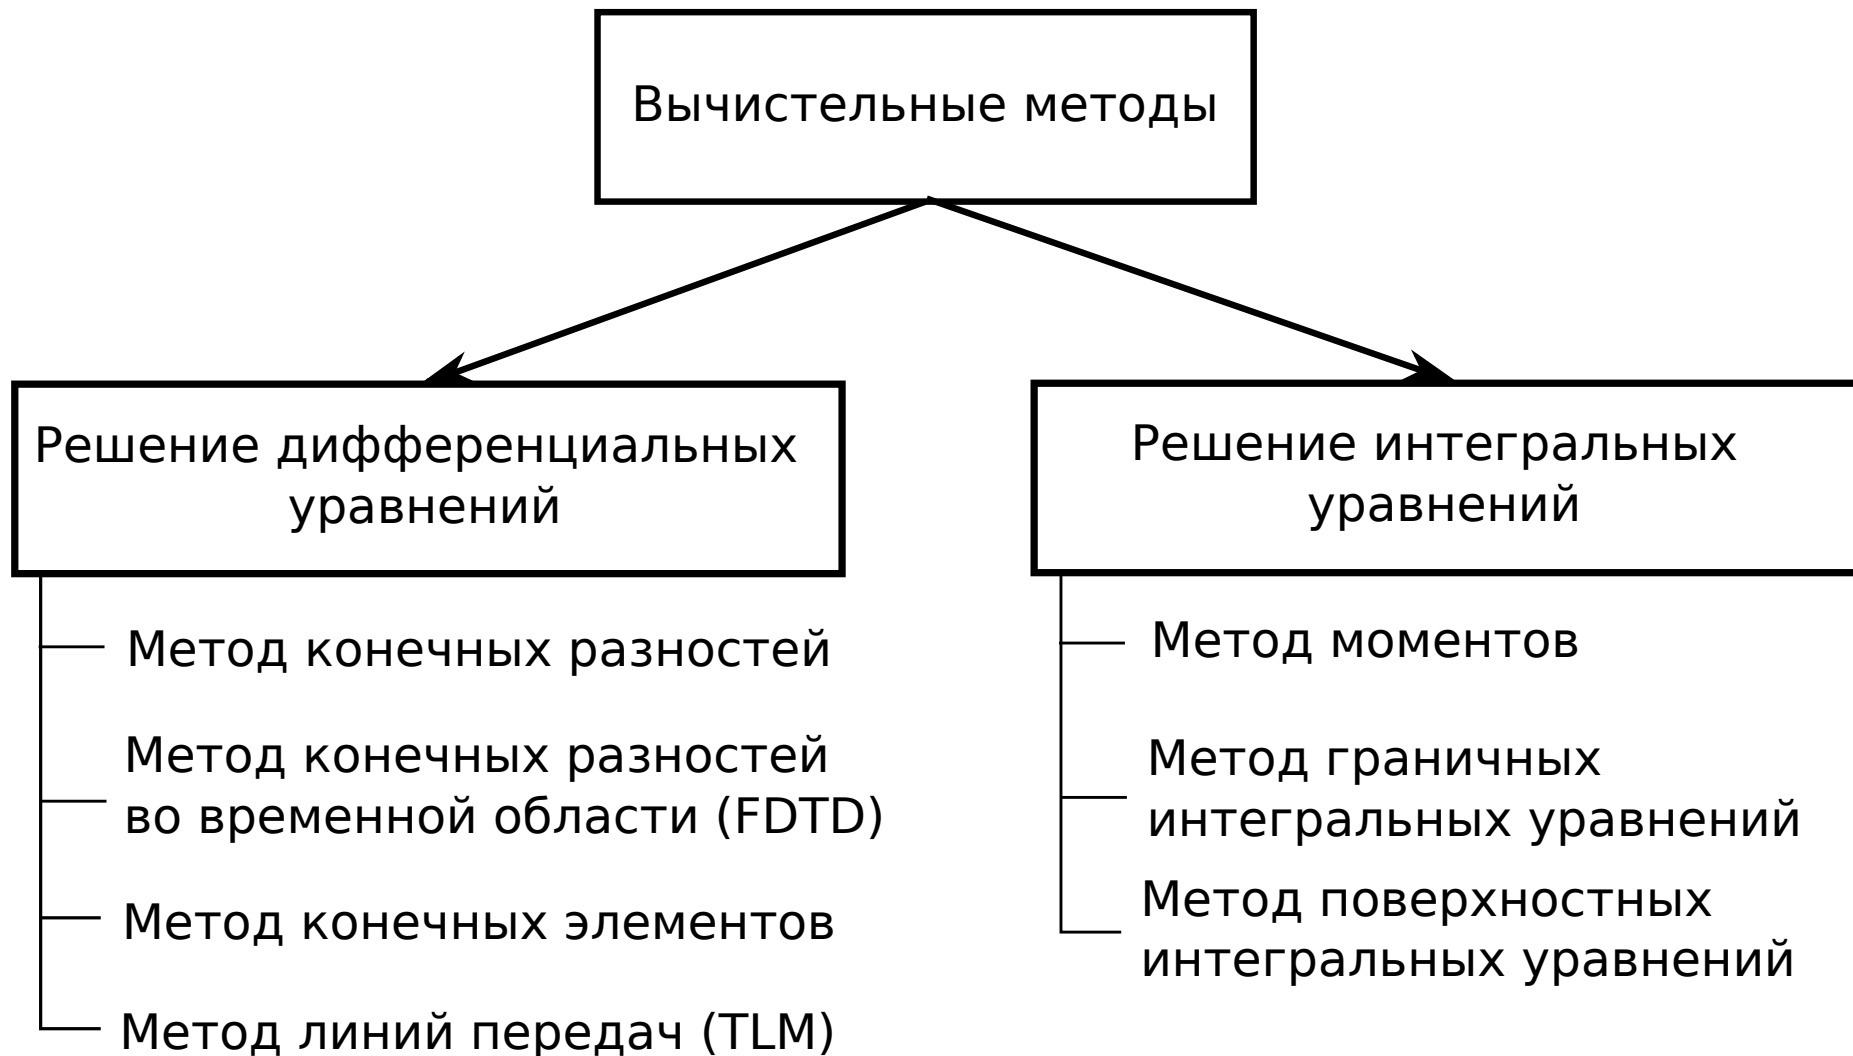 Вычистельные методы
Решение дифференциальных
уравнений
Метод конечных разностей
Метод конечных разностей
во временной области (FDTD)
Метод конечных элементов
Метод линий передач (TLM)
Решение интегральных
уравнений
Метод моментов
Метод граничных
интегральных уравнений
Метод поверхностных
интегральных уравнений